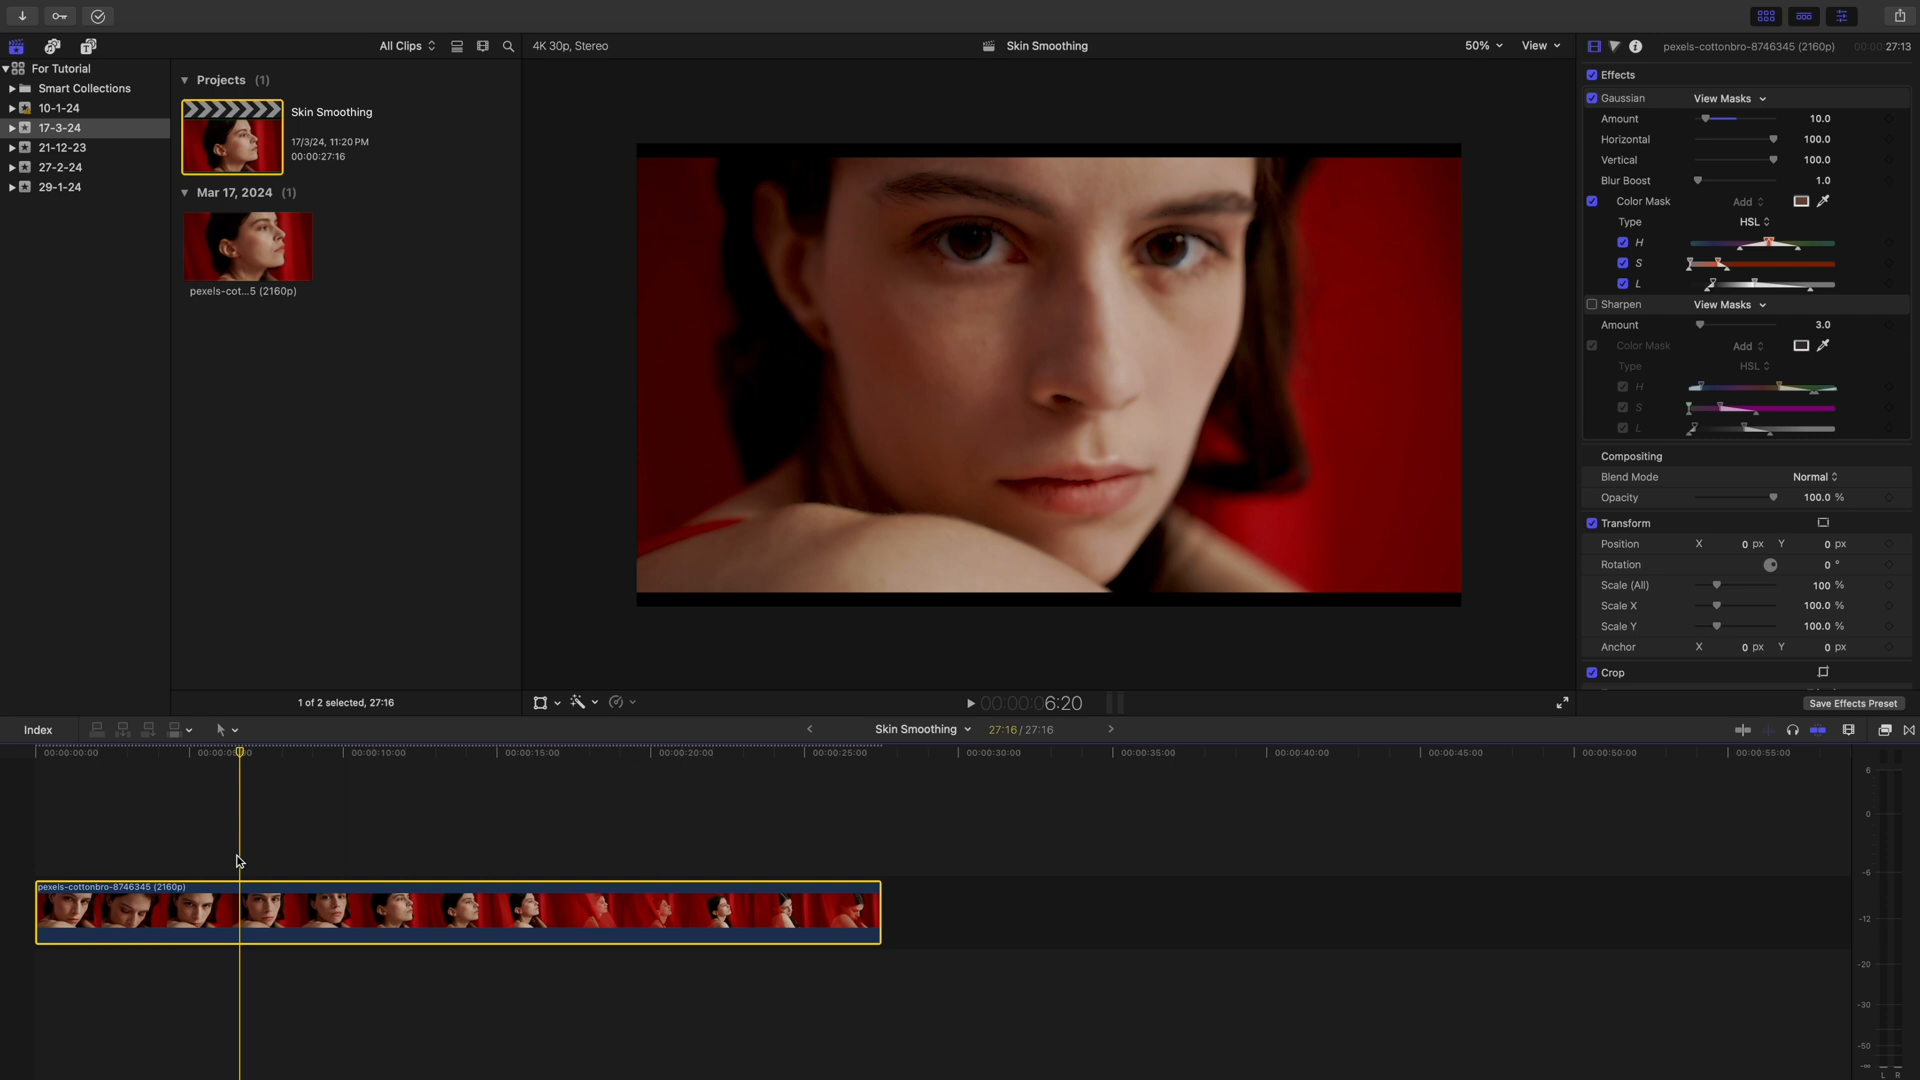 All Clips
4K 30p, Stereo
Skin Smoothing
50%
View
pexels-cottonbro-8746345 (2160p)
00:00:27:13
For Tutorial
Smart Collections
10-1-24
17-3-24
21-12-23
27-2-24
29-1-24
Projects (1)
Skin Smoothing
17/3/24, 11:20 PM
00:00:27:16
Mar 17, 2024 (1)
pexels-cot...5 (2160p)
1 of 2 selected, 27:16
00:00:06:20
Effects
Gaussian
View Masks
Amount
10.0
Horizontal
100.0
Vertical
100.0
Blur Boost
1.0
Color Mask
Add
Type
HSL
H
S
L
Sharpen
View Masks
Amount
3.0
Color Mask
Add
Type
HSL
H
S
L
Compositing
Blend Mode
Normal
Opacity
100.0 %
Transform
Position
X 0 px Y 0 px
Rotation
0 °
Scale (All)
100 %
Scale X
100.0 %
Scale Y
100.0 %
Anchor
X 0 px Y 0 px
Crop
Save Effects Preset
Index
Skin Smoothing
27:16 / 27:16
00:00:00:00
00:00:10:00
00:00:15:00
00:00:20:00
00:00:25:00
00:00:30:00
00:00:35:00
00:00:40:00
00:00:45:00
00:00:50:00
00:00:55:00
pexels-cottonbro-8746345 (2160p)
6
0
-6
-12
-20
-30
-50
-∞
L R